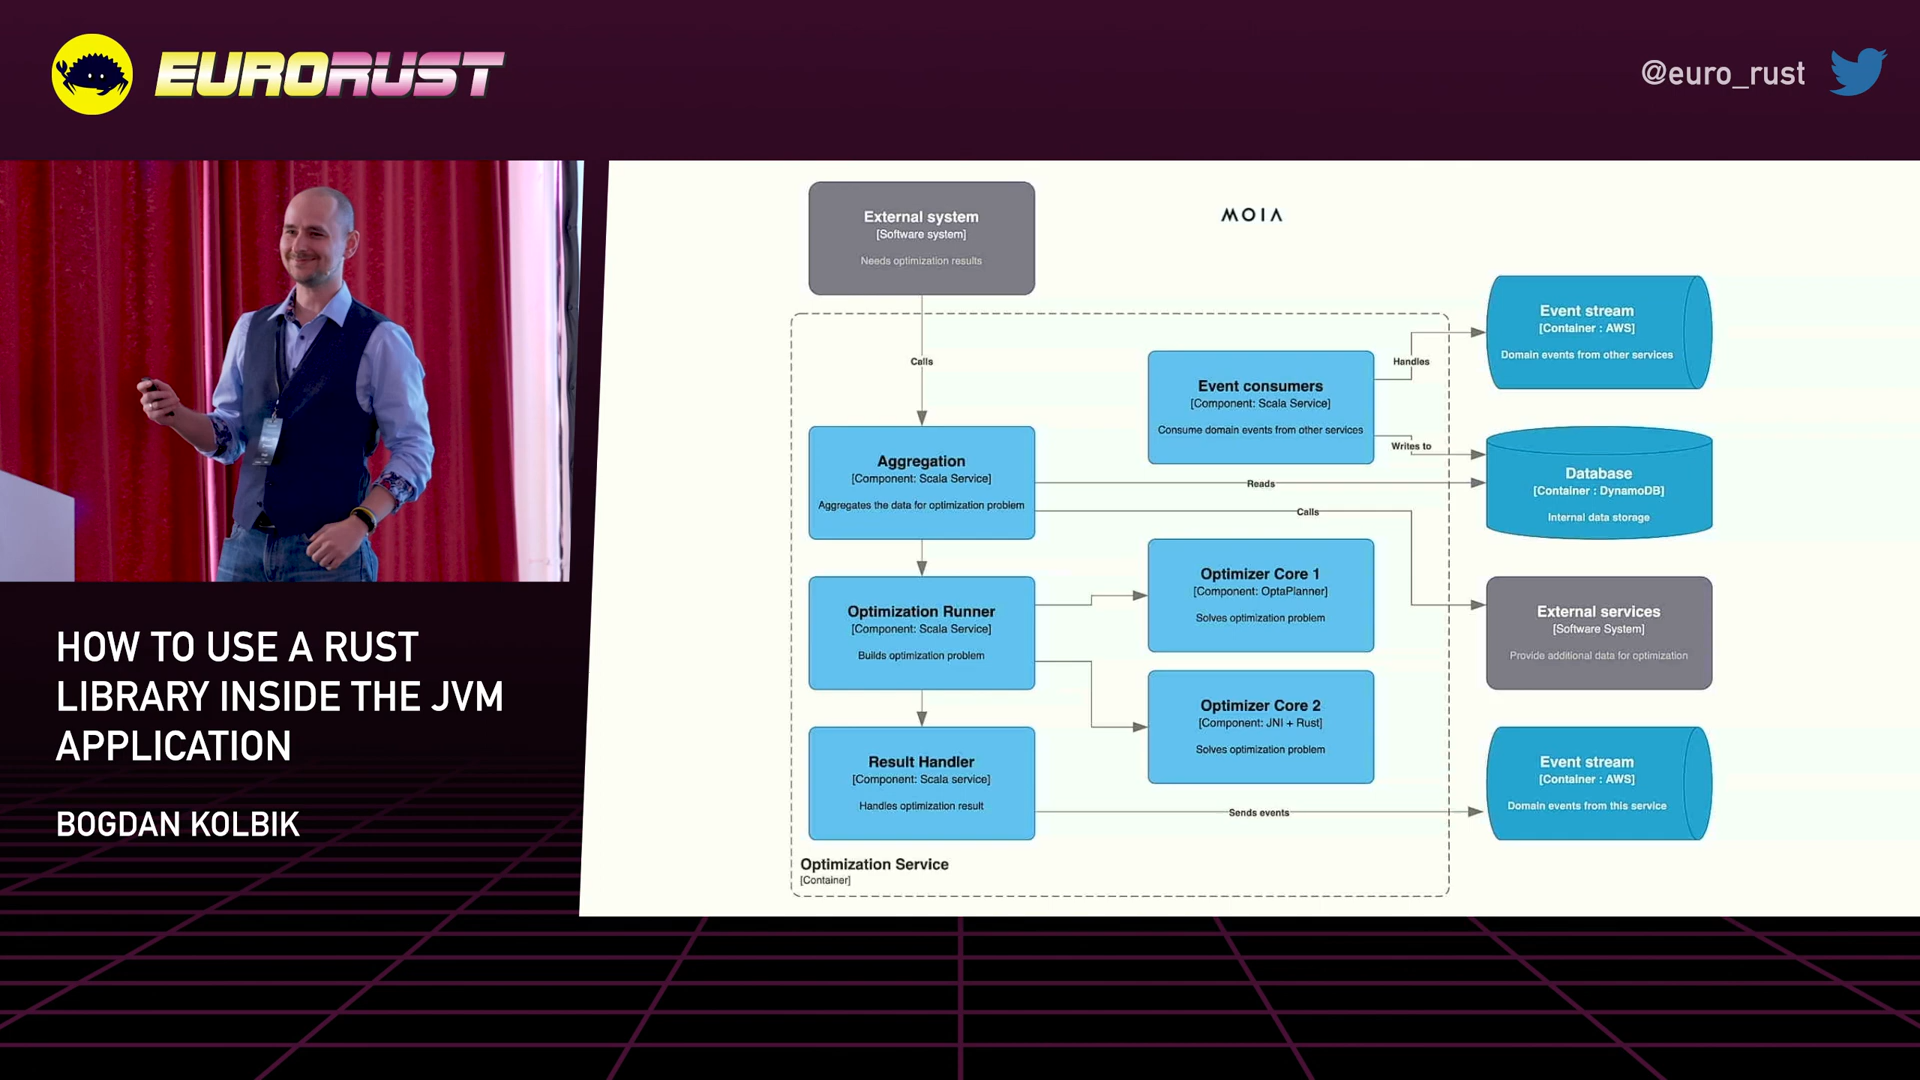 EURORUST
@euro_rust
HOW TO USE A RUST
LIBRARY INSIDE THE JVM
APPLICATION
BOGDAN KOLBIK
MOIA
External system
[Software system]
Needs optimization results
Calls
Event consumers
[Component: Scala Service]
Consume domain events from other services
Handles
Writes to
Event stream
[Container : AWS]
Domain events from other services
Aggregation
[Component: Scala Service]
Aggregates the data for optimization problem
Reads
Calls
Database
[Container : DynamoDB]
Internal data storage
Optimization Runner
[Component: Scala Service]
Builds optimization problem
Optimizer Core 1
[Component: OptaPlanner]
Solves optimization problem
External services
[Software System]
Provide additional data for optimization
Optimizer Core 2
[Component: JNI + Rust]
Solves optimization problem
Result Handler
[Component: Scala service]
Handles optimization result
Sends events
Event stream
[Container : AWS]
Domain events from this service
Optimization Service
[Container]